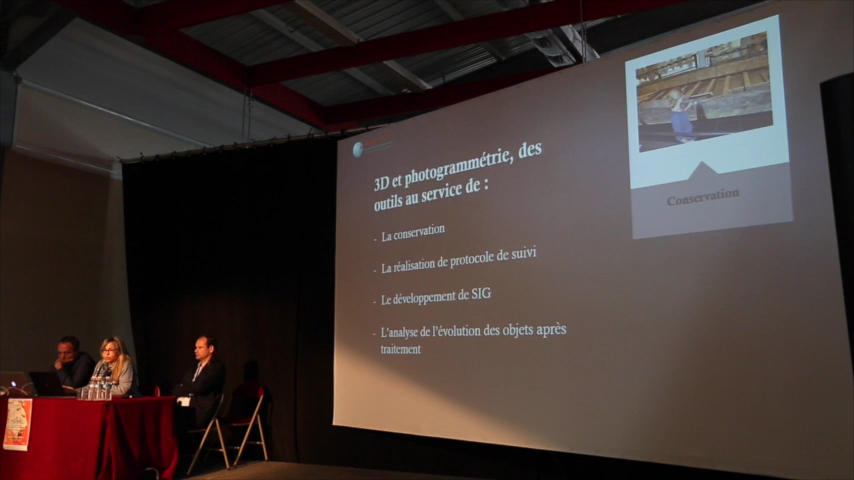 3D et photogrammétrie, des
outils au service de :
- La conservation
- La réalisation de protocole de suivi
- Le développement de SIG
- L'analyse de l'évolution des objets après
traitement
Conservation